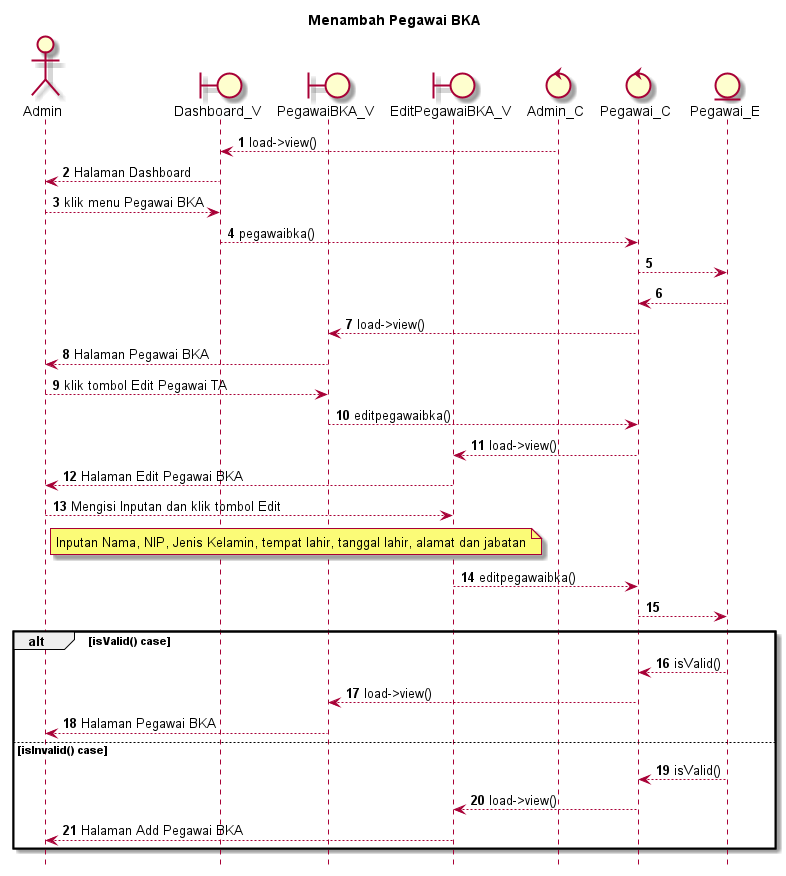 Menambah Pegawai BKA
Admin
Dashboard_V
PegawaiBKA_V
EditPegawaiBKA_V
Admin_C
Pegawai_C
Pegawai_E
1 load->view()
2 Halaman Dashboard
3 klik menu Pegawai BKA
4 pegawaibka()
5
6
7 load->view()
8 Halaman Pegawai BKA
9 klik tombol Edit Pegawai TA
10 editpegawaibka()
11 load->view()
12 Halaman Edit Pegawai BKA
13 Mengisi Inputan dan klik tombol Edit
Inputan Nama, NIP, Jenis Kelamin, tempat lahir, tanggal lahir, alamat dan jabatan
14 editpegawaibka()
15
alt [isValid() case]
16 isValid()
17 load->view()
18 Halaman Pegawai BKA
[isInvalid() case]
19 isValid()
20 load->view()
21 Halaman Add Pegawai BKA